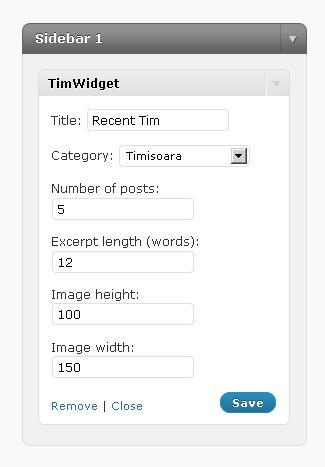 Sidebar 1
TimWidget
Title: Recent Tim
Category: Timisoara
Number of posts:
5
Excerpt length (words):
12
Image height:
100
Image width:
150
Remove | Close Save